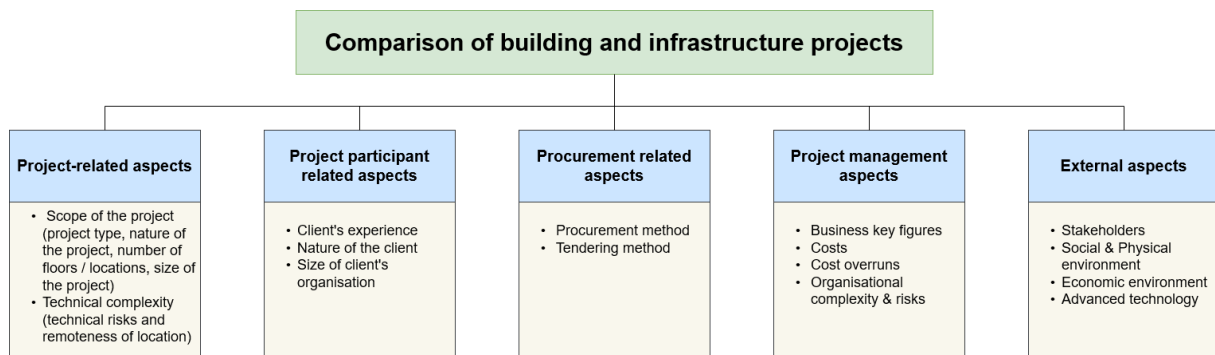 Comparison of building and infrastructure projects
Project-related aspects
• Scope of the project
(project type, nature of
the project, number of
floors / locations, size of
the project)
• Technical complexity
(technical risks and
remoteness of location)
Project participant
related aspects
• Client's experience
• Nature of the client
• Size of client's
organisation
Procurement related
aspects
• Procurement method
• Tendering method
Project management
aspects
• Business key figures
• Costs
• Cost overruns
• Organisational
complexity & risks
External aspects
• Stakeholders
• Social & Physical
environment
• Economic environment
• Advanced technology